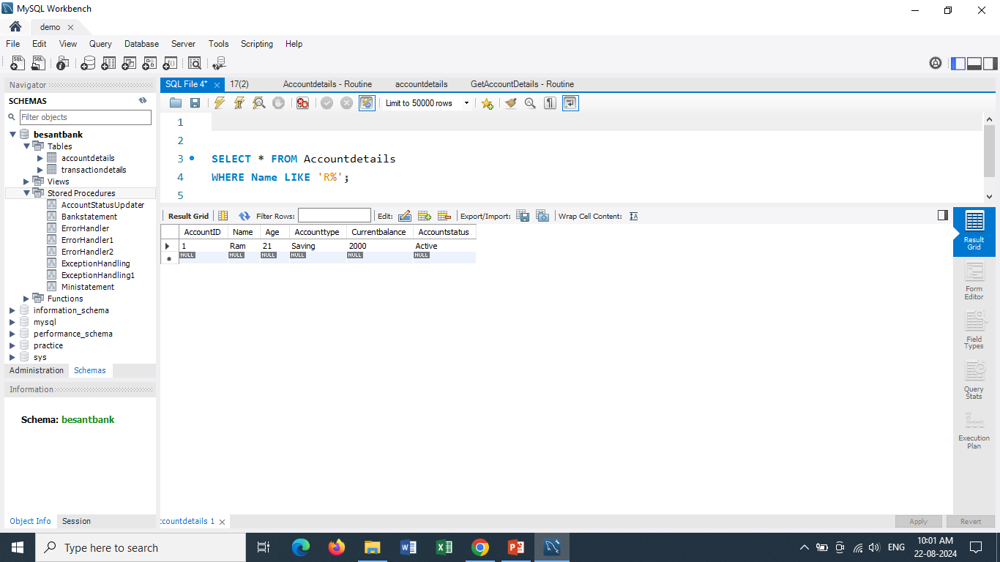 MySQL Workbench
demo
File Edit View Query Database Server Tools Scripting Help
Navigator
SCHEMAS
Filter objects
besantbank
Tables
accountdetails
transactiondetails
Views
Stored Procedures
AccountStatusUpdater
Bankstatement
ErrorHandler
ErrorHandler1
ErrorHandler2
ExceptionHandling
ExceptionHandling1
Ministatement
Functions
information_schema
mysql
performance_schema
practice
sys
Administration Schemas
Information
Schema: besantbank
Object Info Session
SQL File 4* 17(2) Accountdetails - Routine accountdetails GetAccountDetails - Routine
Limit to 50000 rows
1
2
3 SELECT * FROM Accountdetails
4 WHERE Name LIKE 'R%';
5
Result Grid Filter Rows: Edit: Export/Import: Wrap Cell Content:
AccountID Name Age Accounttype Currentbalance Accountstatus
1 Ram 21 Saving 2000 Active
NULL NULL NULL NULL NULL NULL
Result
Grid
Form
Editor
Field
Types
Query
Stats
Execution
Plan
ccountdetails 1
Apply Revert
Type here to search
ENG
10:01 AM
22-08-2024